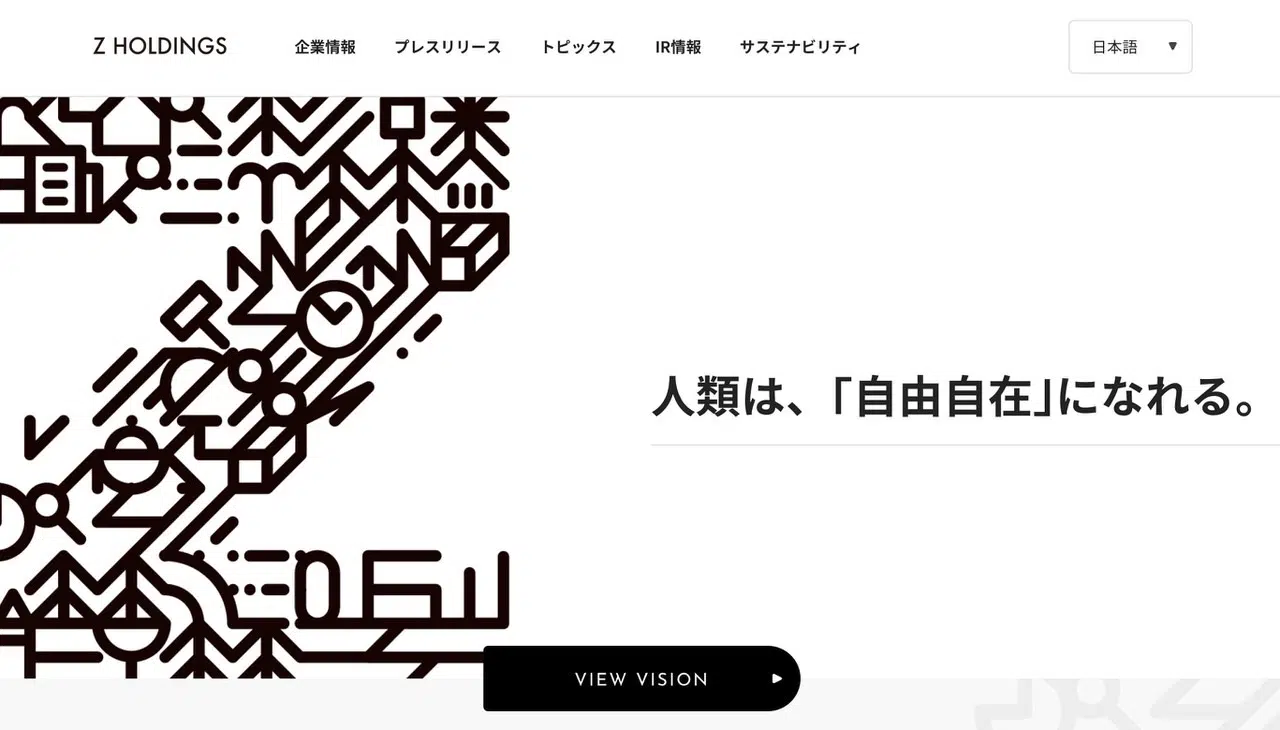 Z HOLDINGS 企業情報 プレスリリース トピックス IR情報 サステナビリティ 日本語 ▼
人類は、「自由自在」になれる。
VIEW VISION